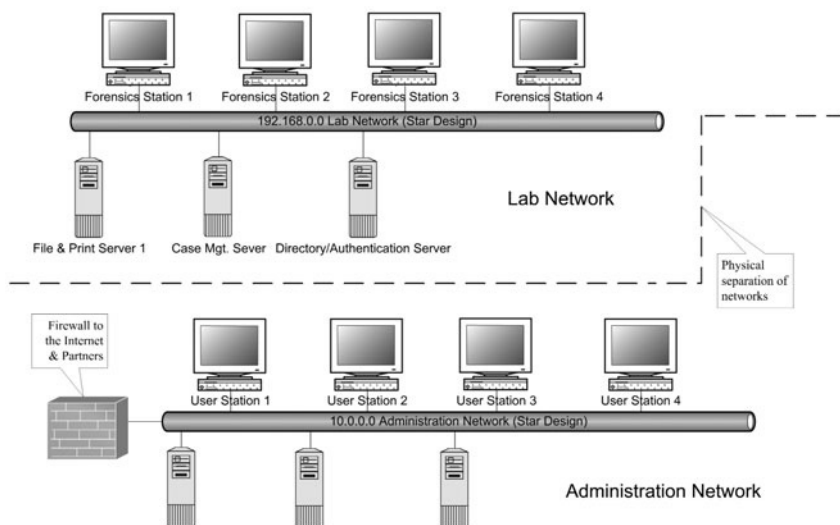 Forensics Station 1
Forensics Station 2
Forensics Station 3
Forensics Station 4
192.168.0.0 Lab Network (Star Design)
File & Print Server 1
Case Mgt. Sever
Directory/Authentication Server
Lab Network
Physical
separation of
networks
Firewall to
the Internet
& Partners
User Station 1
User Station 2
User Station 3
User Station 4
10.0.0.0 Administration Network (Star Design)
Administration Network